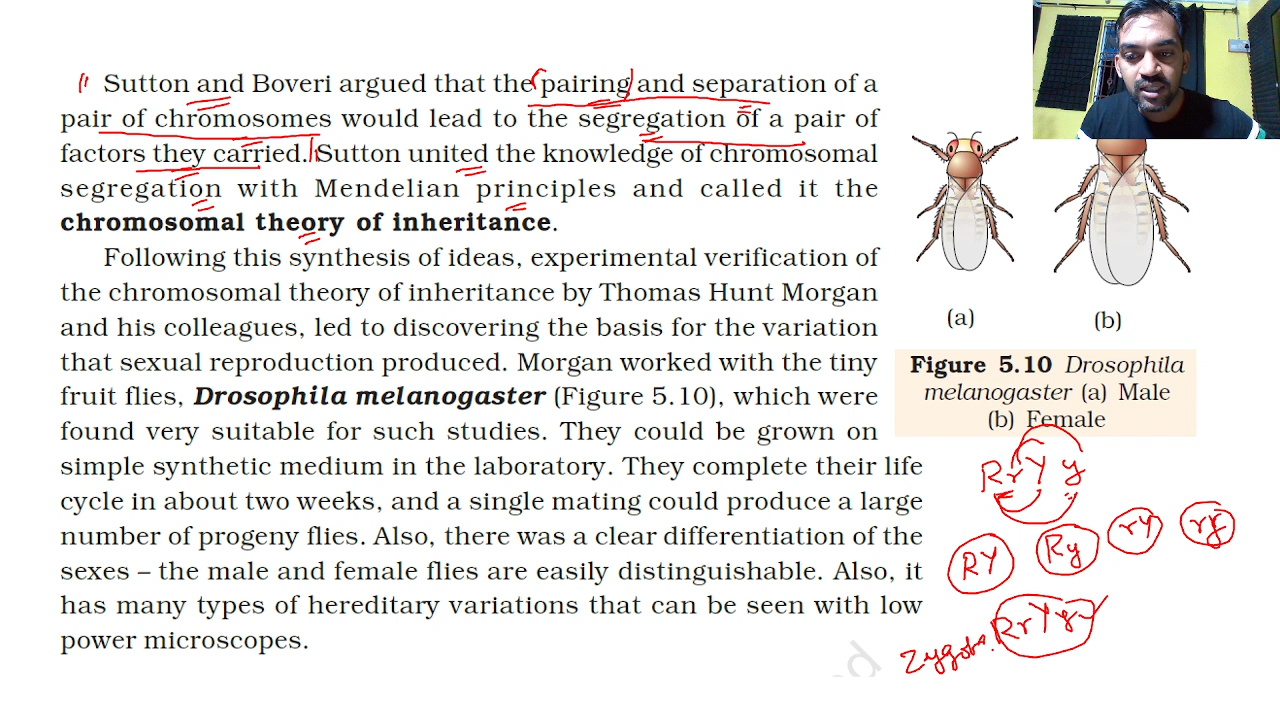 Sutton and Boveri argued that the pairing and separation of a
pair of chromosomes would lead to the segregation of a pair of
factors they carried. Sutton united the knowledge of chromosomal
segregation with Mendelian principles and called it the
chromosomal theory of inheritance.
Following this synthesis of ideas, experimental verification of
the chromosomal theory of inheritance by Thomas Hunt Morgan
and his colleagues, led to discovering the basis for the variation
that sexual reproduction produced. Morgan worked with the tiny
fruit flies, Drosophila melanogaster (Figure 5.10), which were
found very suitable for such studies. They could be grown on
simple synthetic medium in the laboratory. They complete their life
cycle in about two weeks, and a single mating could produce a large
number of progeny flies. Also, there was a clear differentiation of the
sexes – the male and female flies are easily distinguishable. Also, it
has many types of hereditary variations that can be seen with low
power microscopes.
(a) (b)
Figure 5.10 Drosophila
melanogaster (a) Male
(b) Female
RrYy
RY Ry rY ry
RrYy